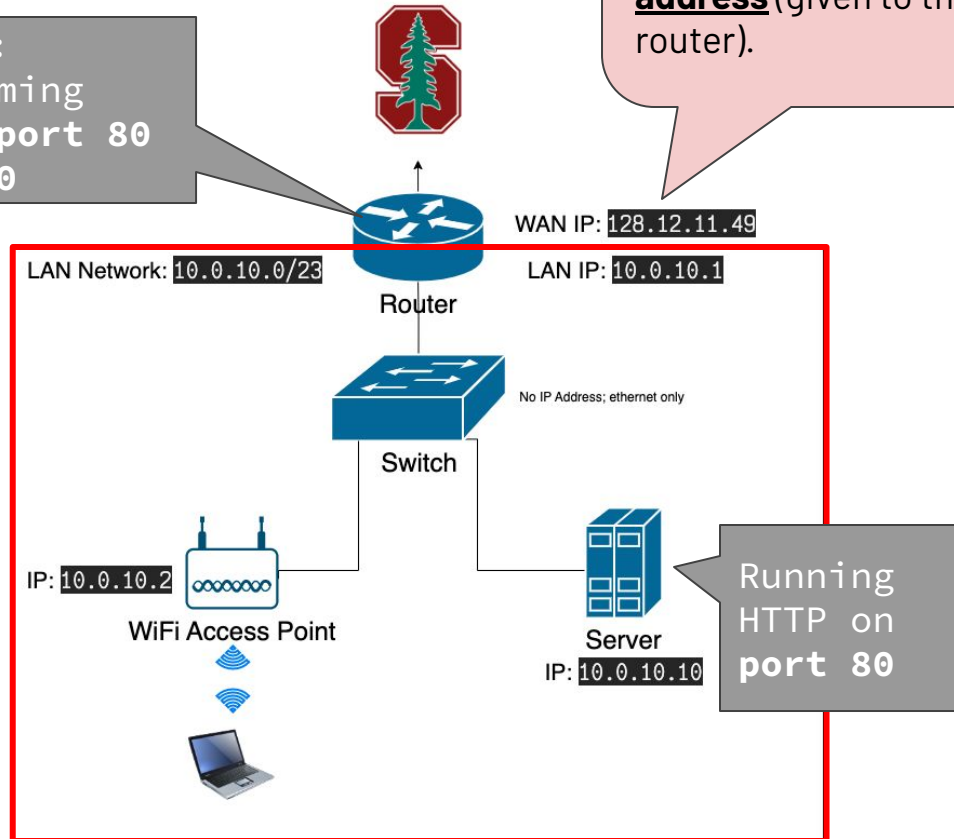 address (given to th
router).
:
ming
port 80
0
WAN IP: 128.12.11.49
LAN Network: 10.0.10.0/23
LAN IP: 10.0.10.1
Router
No IP Address; ethernet only
Switch
IP: 10.0.10.2
WiFi Access Point
Running
HTTP on
port 80
Server
IP: 10.0.10.10
S